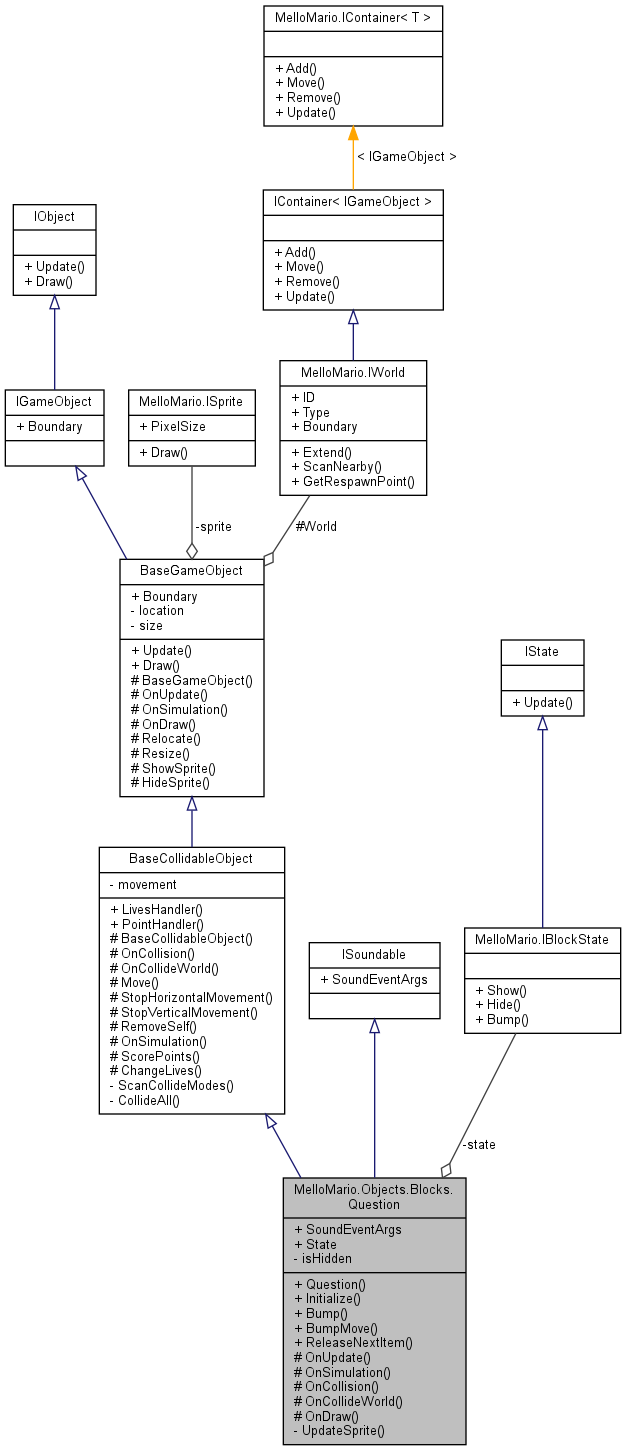 MelloMario.IContainer< T >
+ Add()
+ Move()
+ Remove()
+ Update()
< IGameObject >
IContainer< IGameObject >
+ Add()
+ Move()
+ Remove()
+ Update()
IObject
+ Update()
+ Draw()
IGameObject
+ Boundary
MelloMario.ISprite
+ PixelSize
+ Draw()
MelloMario.IWorld
+ ID
+ Type
+ Boundary
+ Extend()
+ ScanNearby()
+ GetRespawnPoint()
-sprite
#World
BaseGameObject
+ Boundary
- location
- size
+ Update()
+ Draw()
# BaseGameObject()
# OnUpdate()
# OnSimulation()
# OnDraw()
# Relocate()
# Resize()
# ShowSprite()
# HideSprite()
IState
+ Update()
BaseCollidableObject
- movement
+ LivesHandler()
+ PointHandler()
# BaseCollidableObject()
# OnCollision()
# OnCollideWorld()
# Move()
# StopHorizontalMovement()
# StopVerticalMovement()
# RemoveSelf()
# OnSimulation()
# ScorePoints()
# ChangeLives()
- ScanCollideModes()
- CollideAll()
ISoundable
+ SoundEventArgs
MelloMario.IBlockState
+ Show()
+ Hide()
+ Bump()
-state
MelloMario.Objects.Blocks.
Question
+ SoundEventArgs
+ State
- isHidden
+ Question()
+ Initialize()
+ Bump()
+ BumpMove()
+ ReleaseNextItem()
# OnUpdate()
# OnSimulation()
# OnCollision()
# OnCollideWorld()
# OnDraw()
- UpdateSprite()